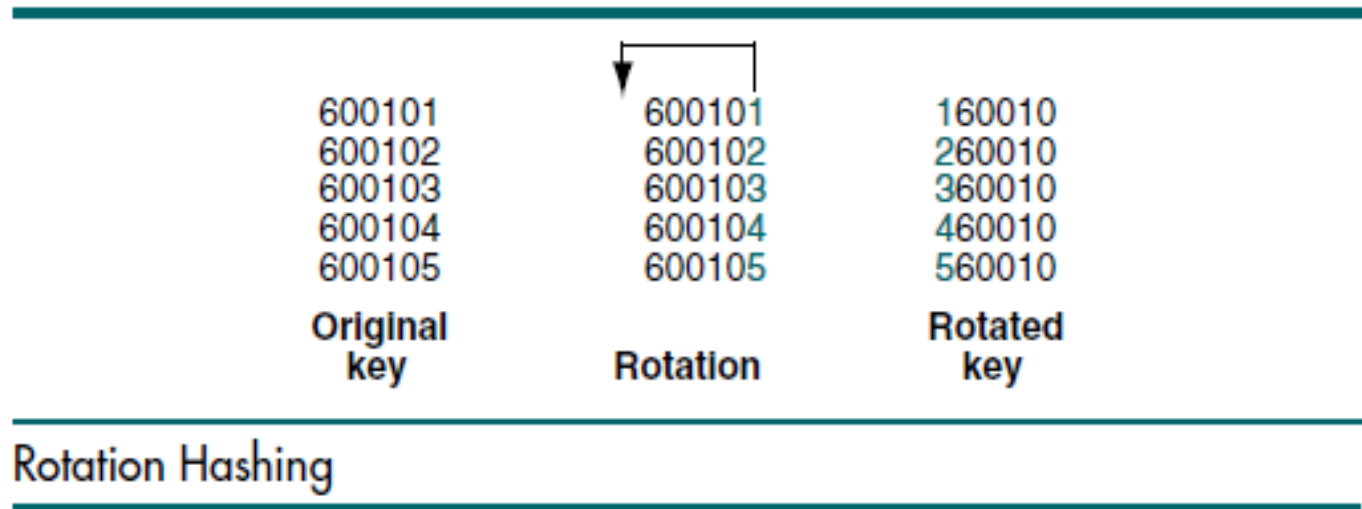 600101 600101 160010
600102 600102 260010
600103 600103 360010
600104 600104 460010
600105 600105 560010
Original Rotated
key Rotation key
Rotation Hashing